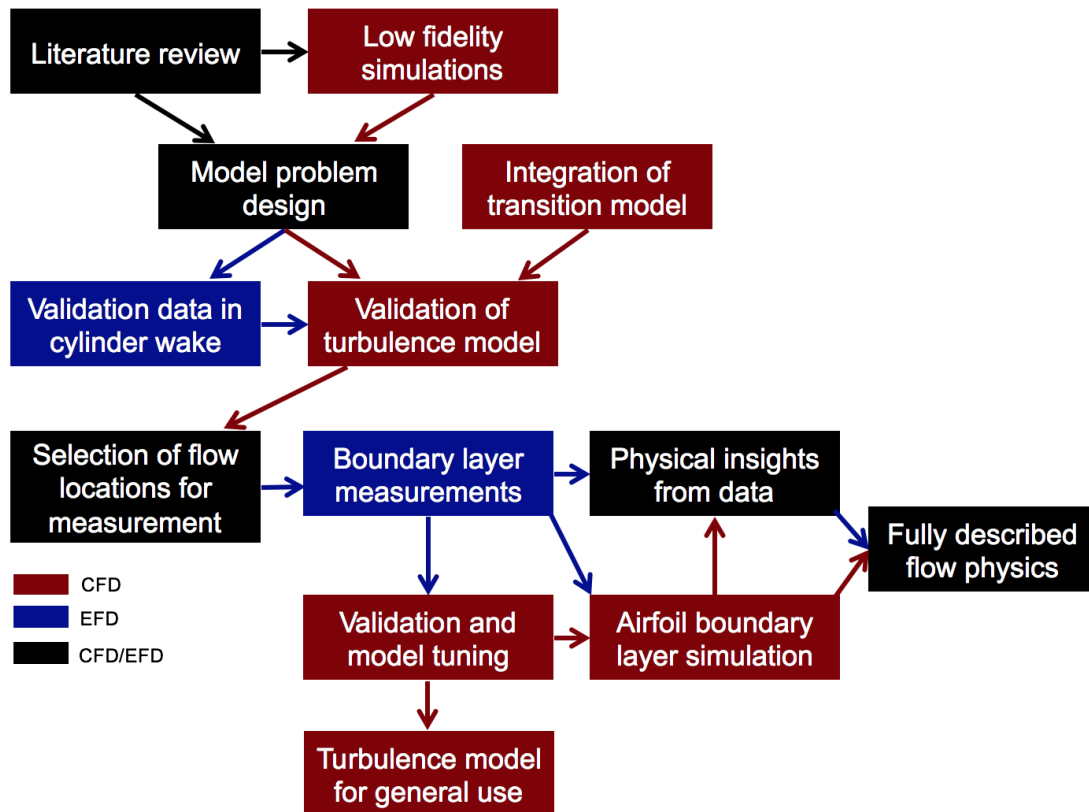 Literature review
Low fidelity
simulations
Model problem
design
Integration of
transition model
Validation data in
cylinder wake
Validation of
turbulence model
Selection of flow
locations for
measurement
Boundary layer
measurements
Physical insights
from data
Fully described
flow physics
CFD
EFD
CFD/EFD
Validation and
model tuning
Airfoil boundary
layer simulation
Turbulence model
for general use